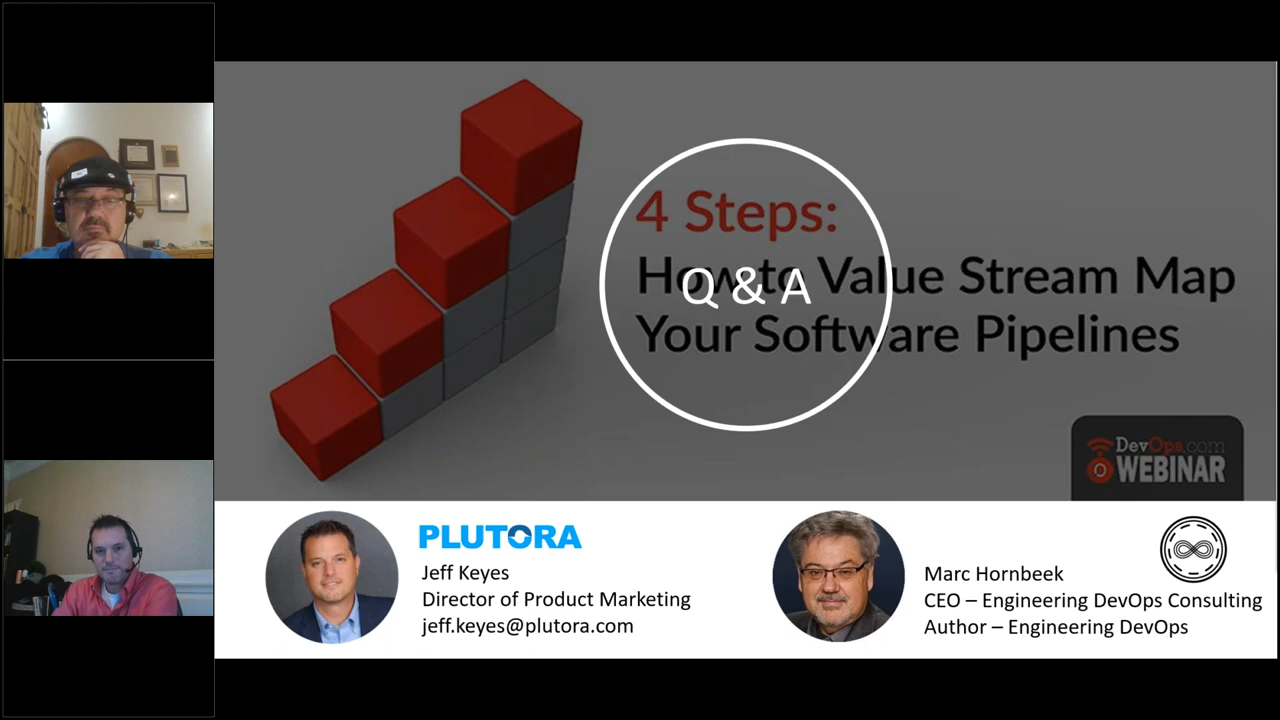 4 Steps:
How to Value Stream Map
Your Software Pipelines
Q & A
DevOps.com
WEBINAR
PLUTORA
Jeff Keyes
Director of Product Marketing
jeff.keyes@plutora.com
Marc Hornbeek
CEO – Engineering DevOps Consulting
Author – Engineering DevOps